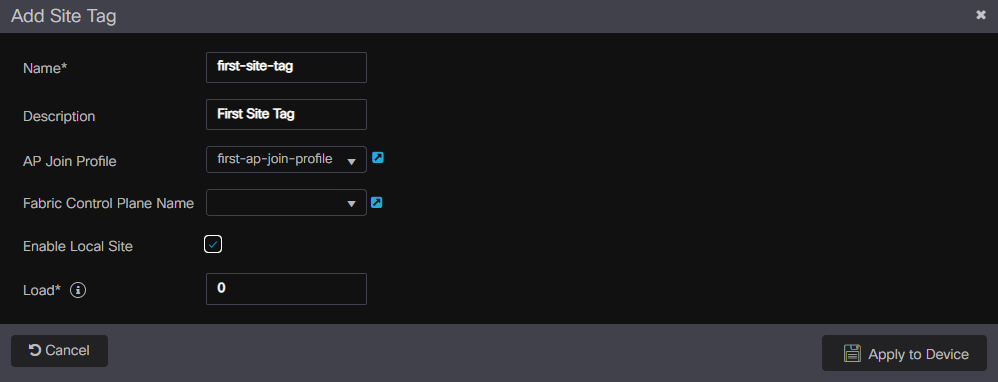 Add Site Tag
Name* first-site-tag
Description First Site Tag
AP Join Profile first-ap-join-profile
Fabric Control Plane Name
Enable Local Site
Load* 0
Cancel Apply to Device